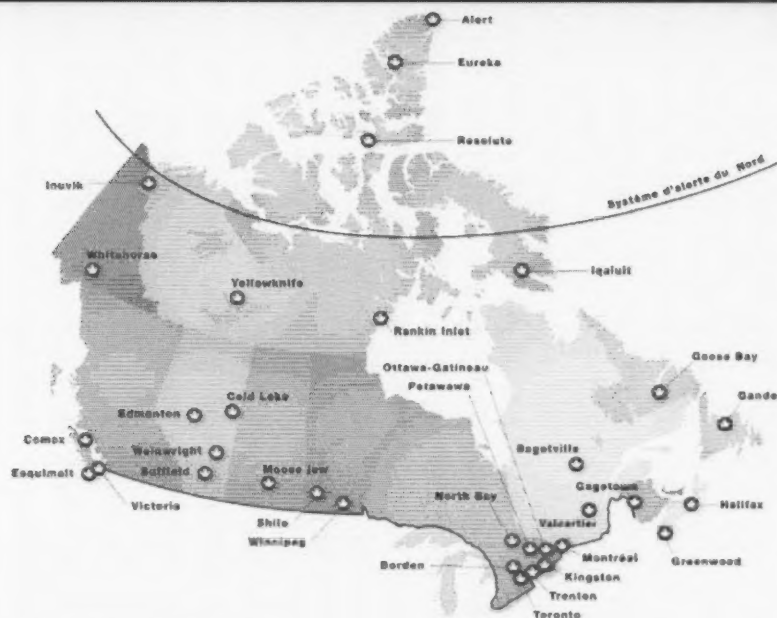 Alert
Eureka
Resolute
Système d'alerte du Nord
Inuvik
Whitehorse
Iqaluit
Yellowknife
Rankin Inlet
Ottawa-Gatineau
Petawawa
Goose Bay
Gander
Cold Lake
Edmonton
Comox
Wainwright
Bagotville
Esquimalt
Suffield
Moose Jaw
Gagetown
Victoria
North Bay
Halifax
Shilo
Valcartier
Winnipeg
Montréal
Greenwood
Borden
Kingston
Trenton
Toronto